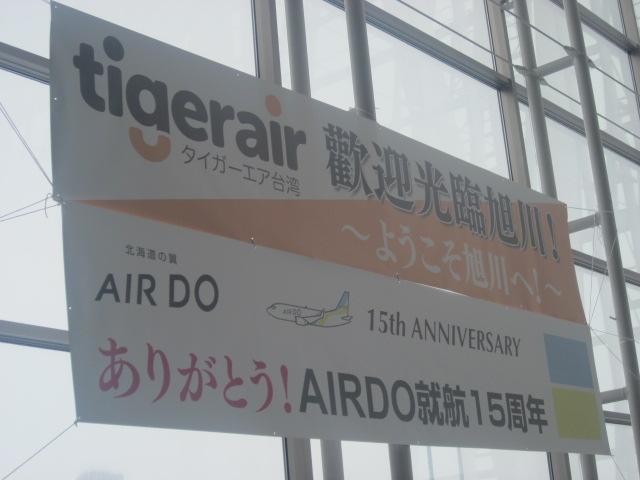 tigerair
タイガーエア台湾
歡迎光臨旭川!
～ようこそ旭川へ!～
北海道の翼
AIR DO
AIRDO
15th ANNIVERSARY
ありがとう!AIRDO就航15周年